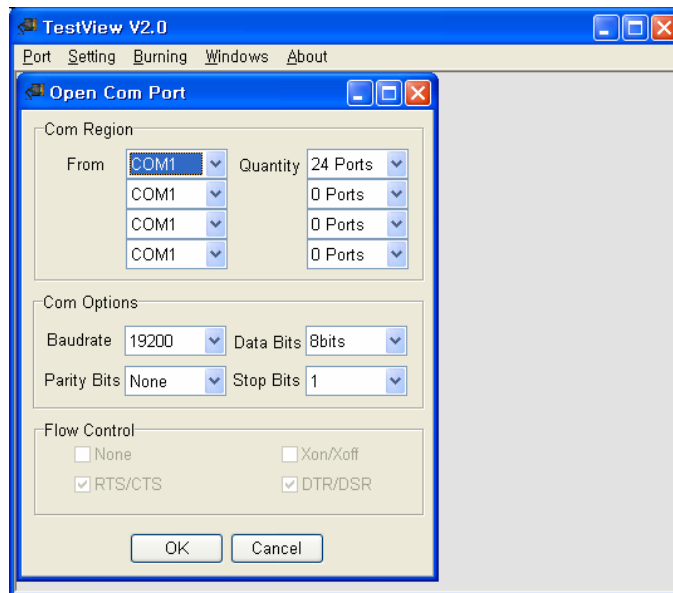 TestView V2.0
Port Setting Burning Windows About
Open Com Port
Com Region
From COM1 Quantity 24 Ports
COM1 0 Ports
COM1 0 Ports
COM1 0 Ports
Com Options
Baudrate 19200 Data Bits 8bits
Parity Bits None Stop Bits 1
Flow Control
None Xon/Xoff
RTS/CTS DTR/DSR
OK Cancel